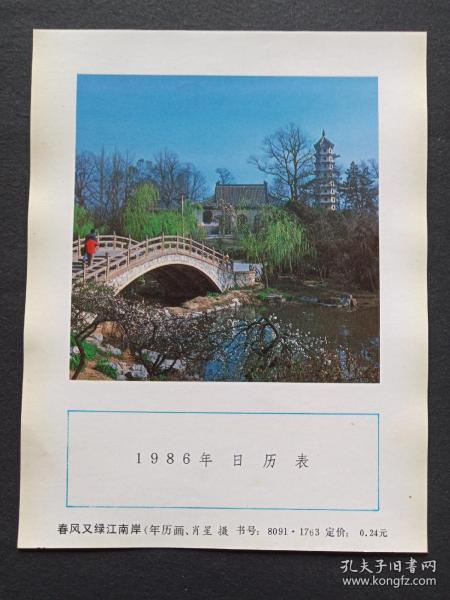 1986年日历表
春风又绿江南岸(年历画、肖星 摄 书号: 8091·1763 定价: 0.24元
孔夫子旧书网
www.kongfz.com